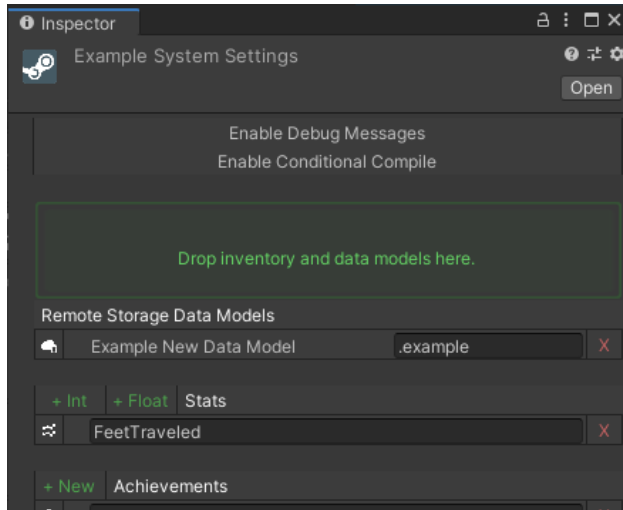 Inspector
Example System Settings
Open
Enable Debug Messages
Enable Conditional Compile
Drop inventory and data models here.
Remote Storage Data Models
Example New Data Model .example X
+ Int + Float Stats
FeetTraveled X
+ New Achievements